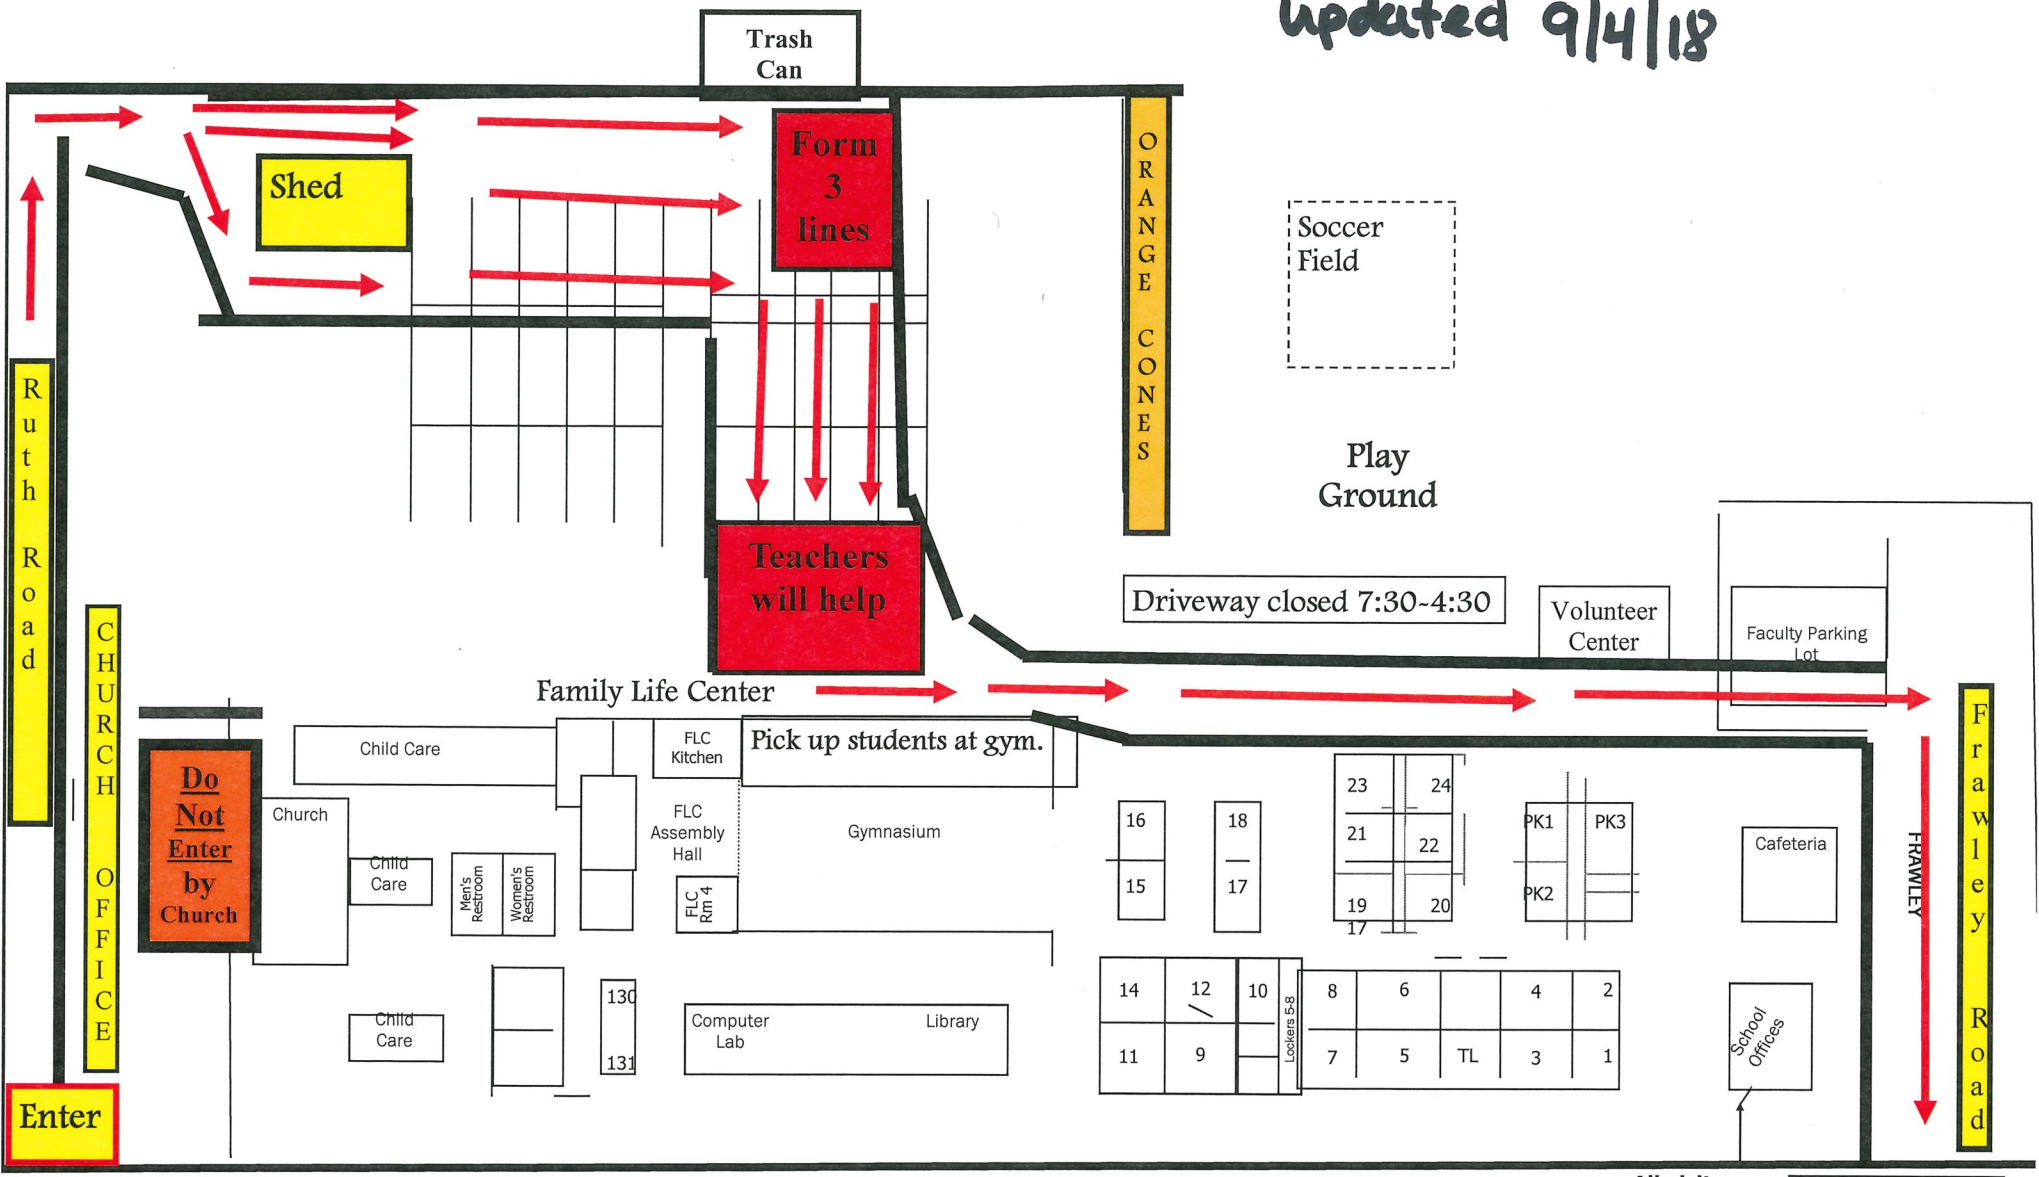 updated 9/4/18
Trash
Can
Form
3
lines
Shed
ORANGE CONES
Soccer
Field
Play
Ground
Ruth Road
Teachers
will help
Driveway closed 7:30-4:30
Volunteer
Center
Faculty Parking
Lot
CHURCH OFFICE
Family Life Center
Frawley Road
Do
Not
Enter
by
Church
Child Care
FLC
Kitchen
Pick up students at gym.
Church
Child
Care
Men's
Restroom
Women's
Restroom
FLC
Assembly
Hall
FLC
Rm 4
Gymnasium
16
15
18
17
23
24
21
22
19
20
17
PK1
PK3
PK2
Cafeteria
FRAWLEY
Child
Care
130
131
Computer
Lab
Library
14
12
10
11
9
Lockers 5-8
8
6
4
2
7
5
TL
3
1
School
Offices
Enter